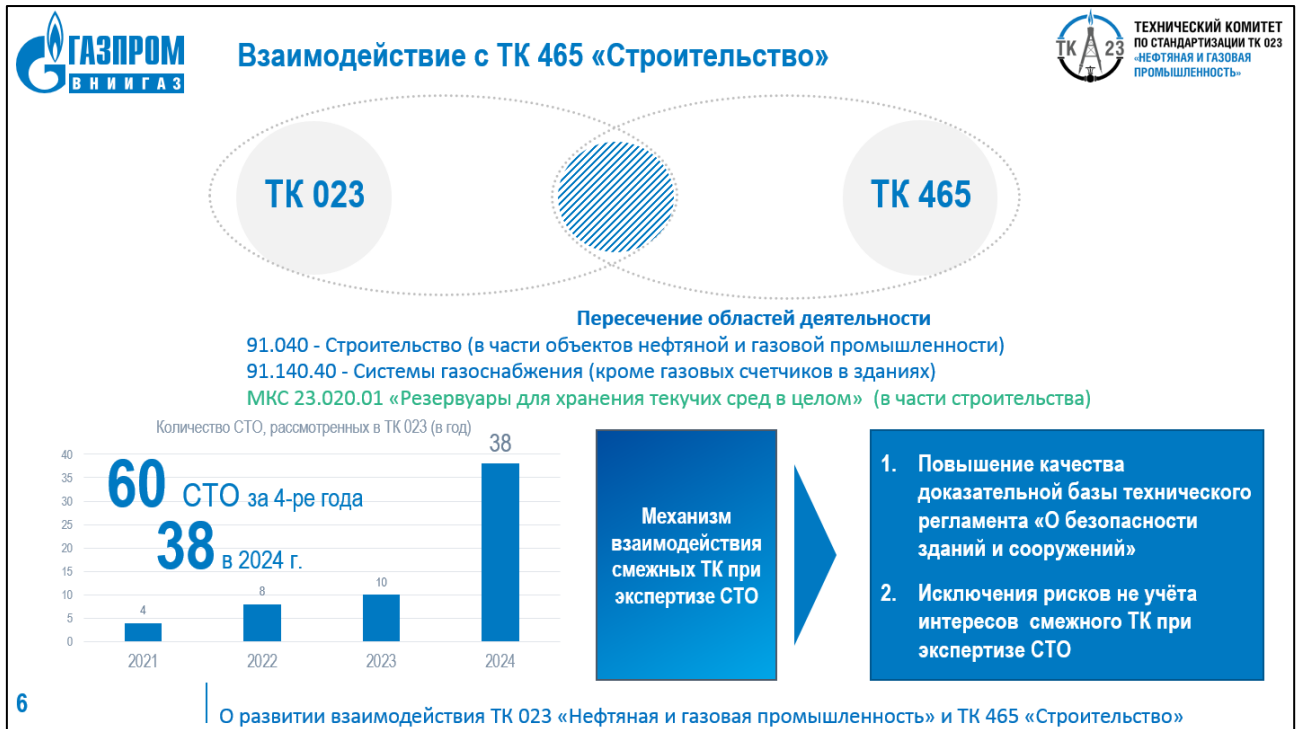 ГАЗПРОМ
ВНИИГАЗ
Взаимодействие с ТК 465 «Строительство»
ТК 23
ТЕХНИЧЕСКИЙ КОМИТЕТ
ПО СТАНДАРТИЗАЦИИ ТК 023
«НЕФТЯНАЯ И ГАЗОВАЯ
ПРОМЫШЛЕННОСТЬ»
ТК 023
ТК 465
Пересечение областей деятельности
91.040 - Строительство (в части объектов нефтяной и газовой промышленности)
91.140.40 - Системы газоснабжения (кроме газовых счетчиков в зданиях)
МКС 23.020.01 «Резервуары для хранения текучих сред в целом» (в части строительства)
Количество СТО, рассмотренных в ТК 023 (в год)
40
35
30
25
20
15
10
5
0
60 СТО за 4-ре года
38 в 2024 г.
4
8
10
38
2021
2022
2023
2024
Механизм
взаимодействия
смежных ТК при
экспертизе СТО
1. Повышение качества
доказательной базы технического
регламента «О безопасности
зданий и сооружений»
2. Исключения рисков не учёта
интересов смежного ТК при
экспертизе СТО
6
О развитии взаимодействия ТК 023 «Нефтяная и газовая промышленность» и ТК 465 «Строительство»